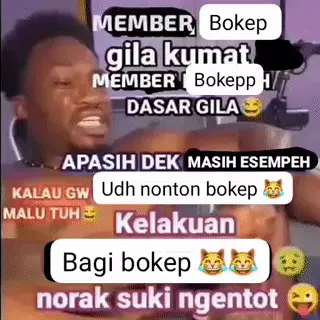 MEMBER, Bokep
gila kumat
MEMBER Bokepp H
DASAR GILA😂
APASIH DEK MASIH ESEMPEH
KALAU GW Udh nonton bokep 😹
MALU TUH😂
Kelakuan
Bagi bokep 😹😹 🤢
norak suki ngentot 😜